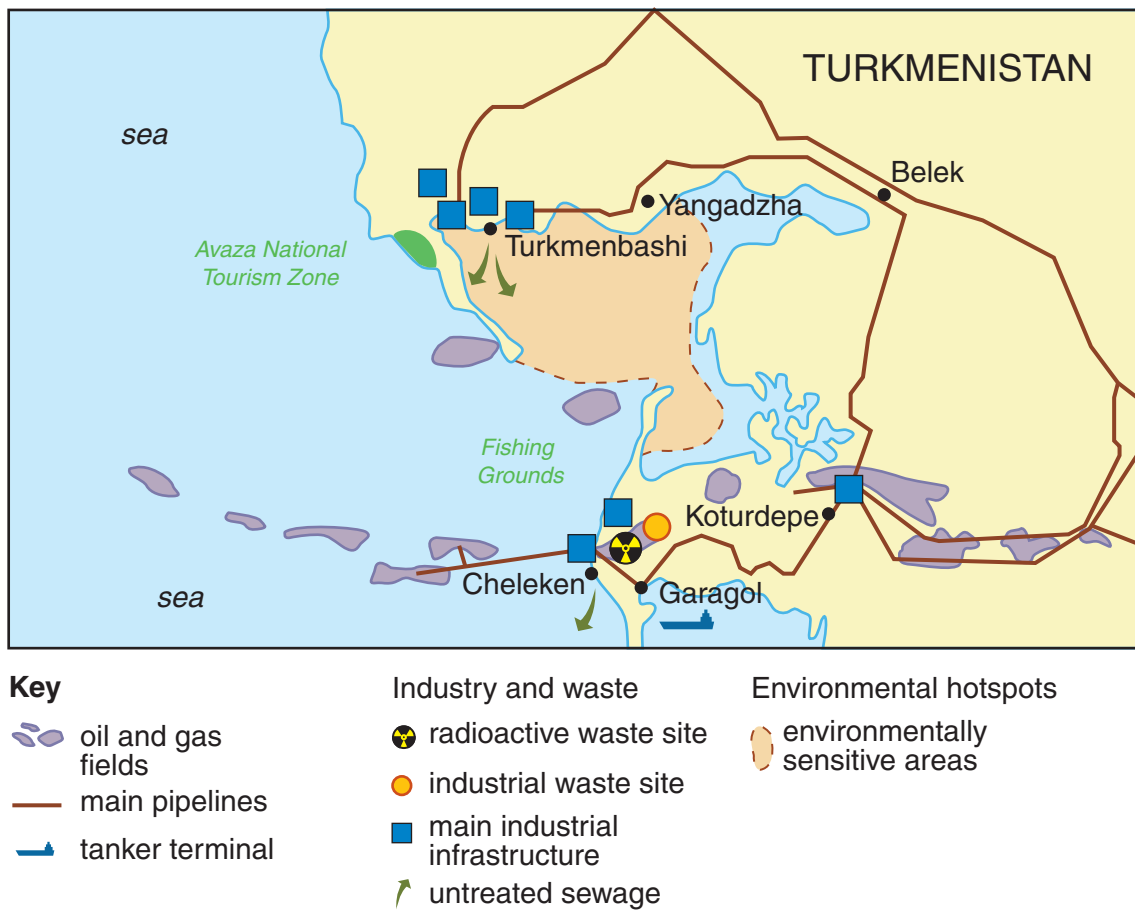 TURKMENISTAN
sea
Belek
Yangadzha
Turkmenbashi
Avaza National
Tourism Zone
Fishing
Grounds
Koturdepe
Cheleken
Garagol
sea
Key
oil and gas
fields
main pipelines
tanker terminal
Industry and waste
radioactive waste site
industrial waste site
main industrial
infrastructure
untreated sewage
Environmental hotspots
environmentally
sensitive areas